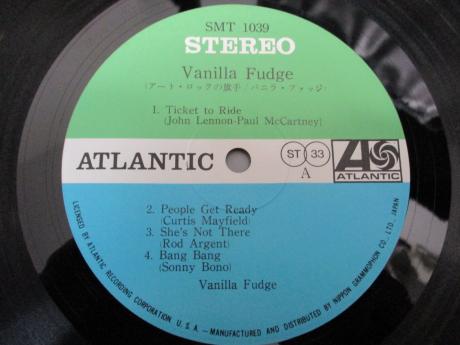 SMT 1039
STEREO
Vanilla Fudge
(アート・ロックの旗手/バニラ・ファッジ)
1. Ticket to Ride
(John Lennon-Paul McCartney)
ATLANTIC
ST 33
A
ATLANTIC
2. People Get Ready
(Curtis Mayfield)
3. She's Not There
(Rod Argent)
4. Bang Bang
(Sonny Bono)
Vanilla Fudge
LICENSED BY ATLANTIC RECORDING CORPORATION U.S.A.—MANUFACTURED AND DISTRIBUTED BY NIPPON GRAMMOPHON CO. LTD. JAPAN